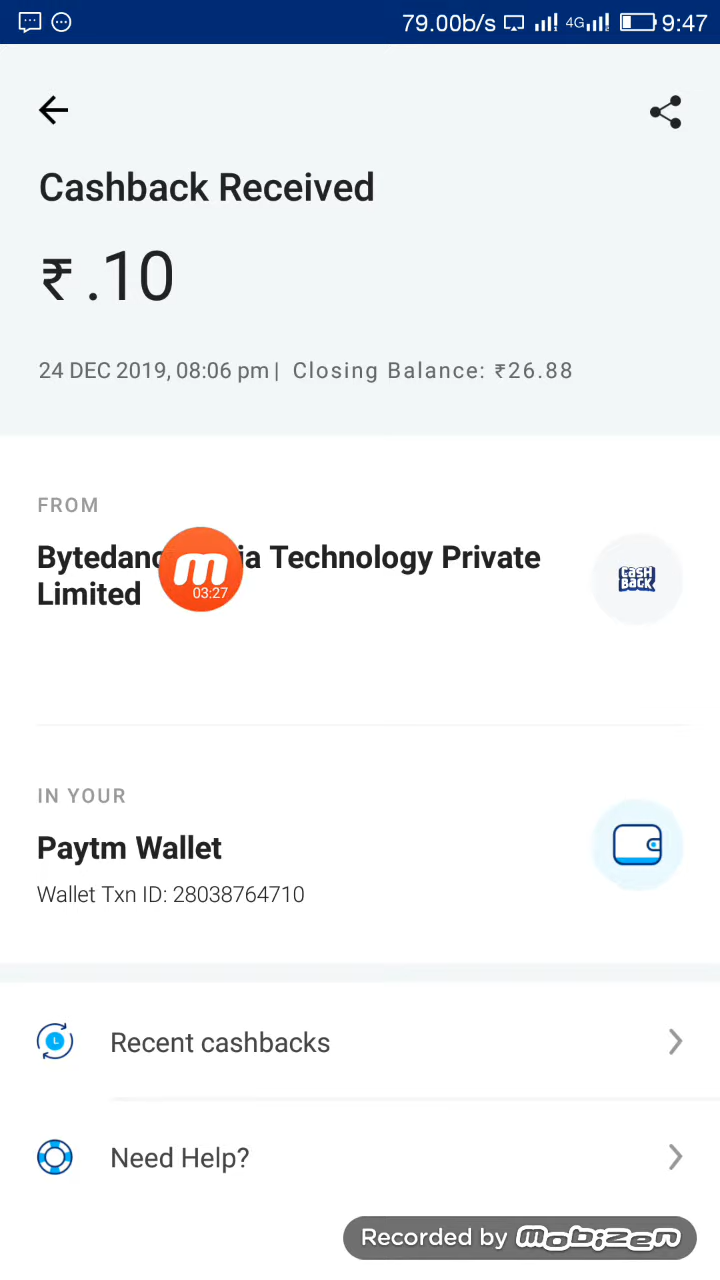 79.00b/s 4G 9:47
Cashback Received
₹ .10
24 DEC 2019, 08:06 pm | Closing Balance: ₹26.88
FROM
Technology Private
Limited
m
03:27
CASH
BACK
IN YOUR
Paytm Wallet
Wallet Txn ID: 28038764710
Recent cashbacks
Need Help?
Recorded by mobizen